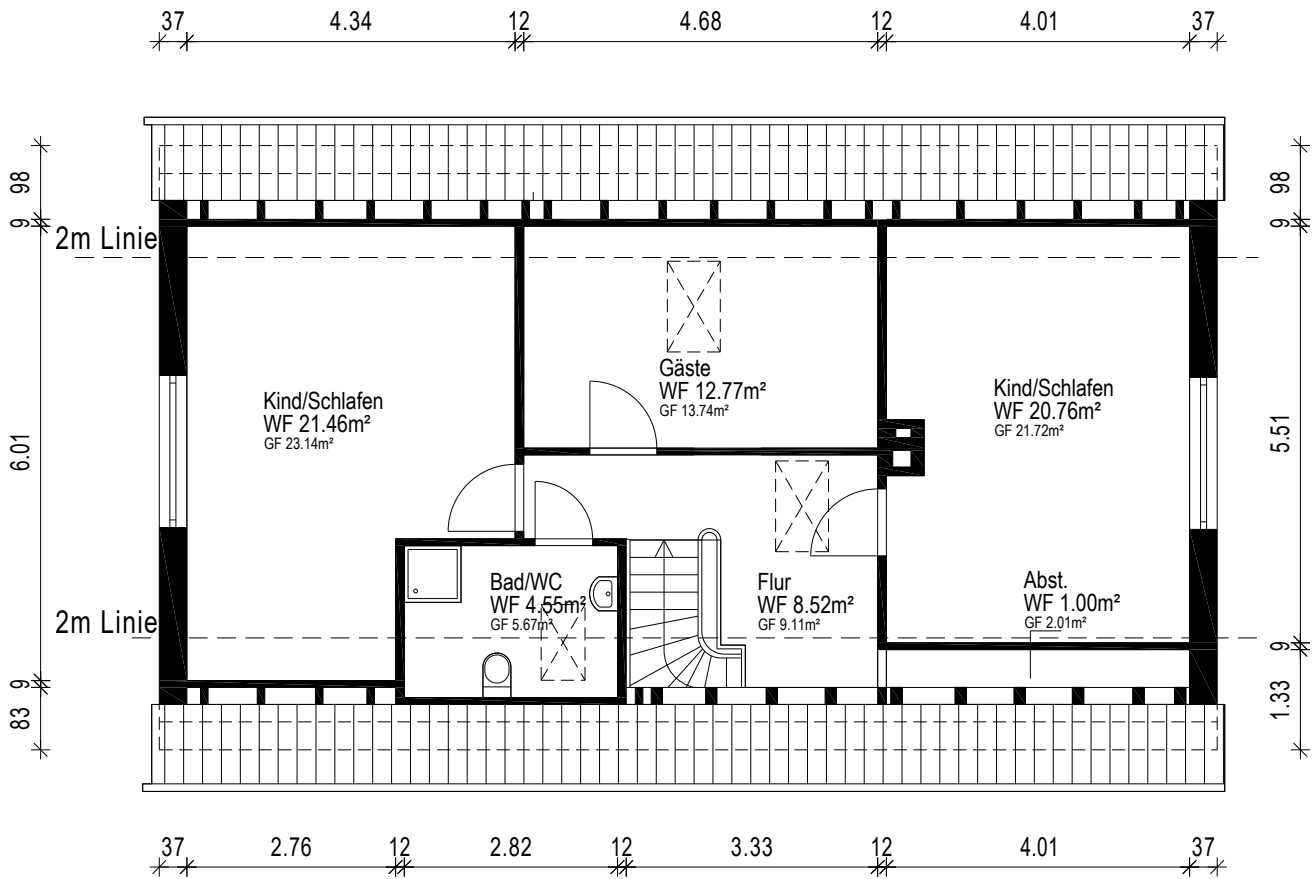 37 4.34 12 4.68 12 4.01 37
98
9
2m Linie
6.01
2m Linie
9
83
Kind/Schlafen
WF 21.46m²
GF 23.14m²
Gäste
WF 12.77m²
GF 13.74m²
Kind/Schlafen
WF 20.76m²
GF 21.72m²
Bad/WC
WF 4.55m²
GF 5.67m²
Flur
WF 8.52m²
GF 9.11m²
Abst.
WF 1.00m²
GF 2.01m²
98
9
5.51
9
1.33
37 2.76 12 2.82 12 3.33 12 4.01 37